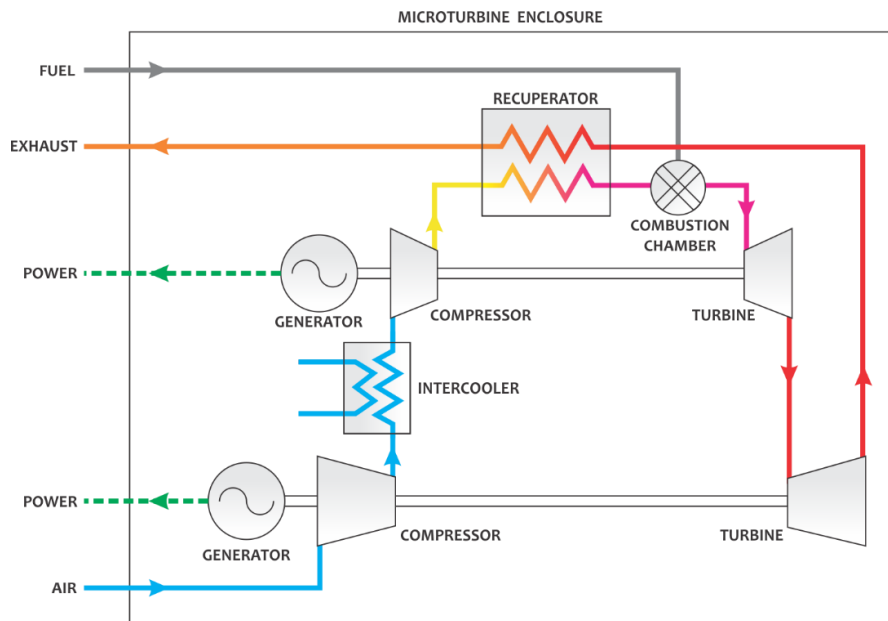 MICROTURBINE ENCLOSURE
FUEL
RECUPERATOR
EXHAUST
COMBUSTION
CHAMBER
POWER
GENERATOR
COMPRESSOR
TURBINE
INTERCOOLER
POWER
GENERATOR
COMPRESSOR
TURBINE
AIR